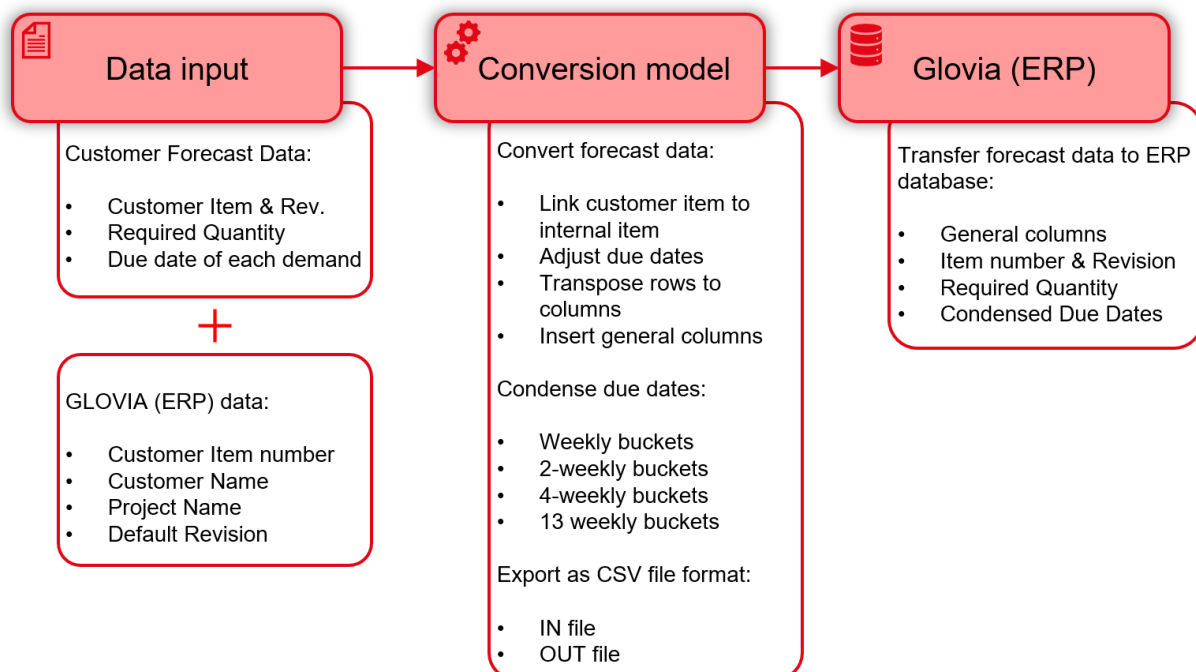 Data input
Customer Forecast Data:
• Customer Item & Rev.
• Required Quantity
• Due date of each demand
+
GLOVIA (ERP) data:
• Customer Item number
• Customer Name
• Project Name
• Default Revision
Conversion model
Convert forecast data:
• Link customer item to
internal item
• Adjust due dates
• Transpose rows to
columns
• Insert general columns
Condense due dates:
• Weekly buckets
• 2-weekly buckets
• 4-weekly buckets
• 13 weekly buckets
Export as CSV file format:
• IN file
• OUT file
Glovia (ERP)
Transfer forecast data to ERP
database:
• General columns
• Item number & Revision
• Required Quantity
• Condensed Due Dates